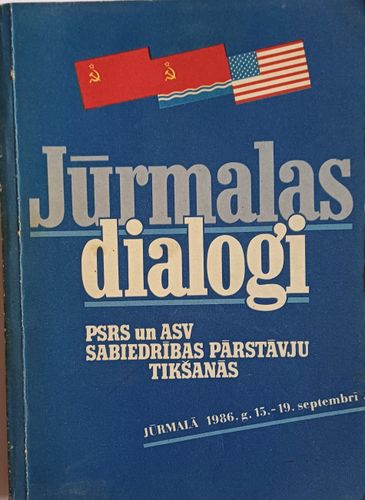 Jūrmalas
dialogi
PSRS un ASV
SABIEDRĪBAS PĀRSTĀVJU
TIKŠANĀS
JŪRMALĀ 1986. g. 15.-19. septembrī